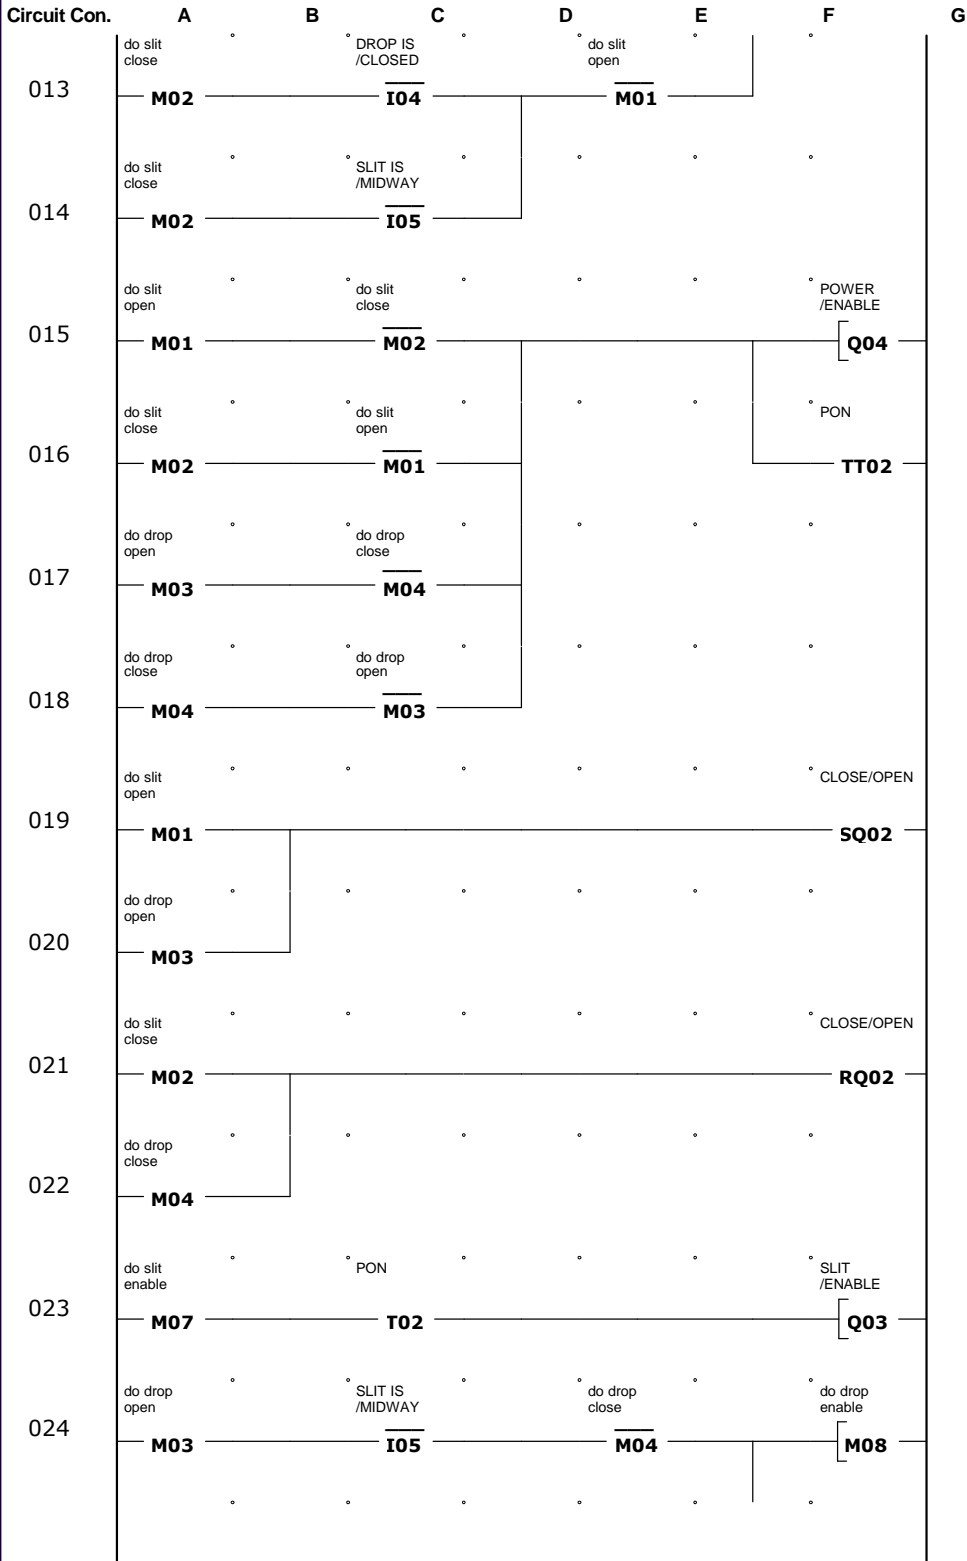 Circuit Con. A B C D E F G
do slit DROP IS do slit
close /CLOSED open
013 M02 I04 M01
do slit SLIT IS
close /MIDWAY
014 M02 I05
do slit do slit POWER
open close /ENABLE
015 M01 M02 Q04
do slit do slit PON
close open
016 M02 M01 TT02
do drop do drop
open close
017 M03 M04
do drop do drop
close open
018 M04 M03
do slit CLOSE/OPEN
open
019 M01 SQ02
do drop
open
020 M03
do slit CLOSE/OPEN
close
021 M02 RQ02
do drop
close
022 M04
do slit PON SLIT
enable /ENABLE
023 M07 T02 Q03
do drop SLIT IS do drop do drop
open /MIDWAY close enable
024 M03 I05 M04 M08